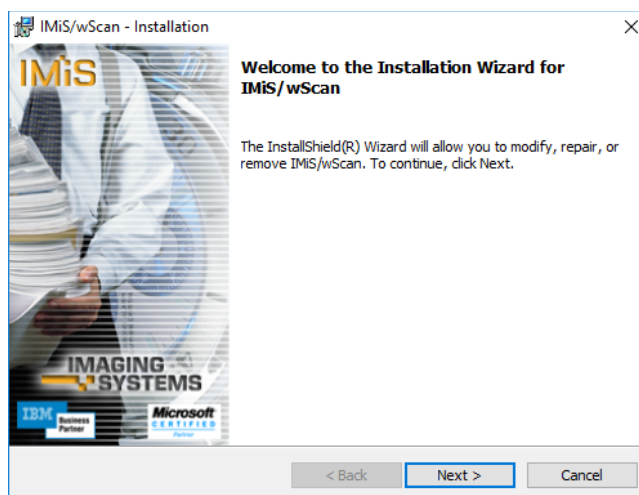 IMiS/wScan - Installation
IMiS
Welcome to the Installation Wizard for
IMiS/wScan
The InstallShield(R) Wizard will allow you to modify, repair, or
remove IMiS/wScan. To continue, click Next.
IMAGING
SYSTEMS
IBM Business
Partner
Microsoft
CERTIFIED
Partner
< Back Next > Cancel